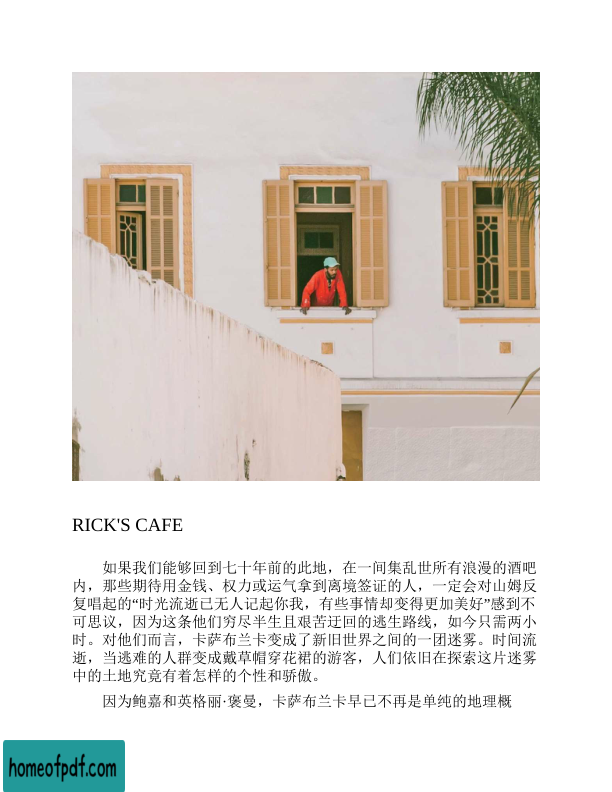 RICK'S CAFE
如果我们能够回到七十年前的此地，在一间集乱世所有浪漫的酒吧
内，那些期待用金钱、权力或运气拿到离境签证的人，一定会对山姆反
复唱起的“时光流逝已无人记起你我，有些事情却变得更加美好”感到不
可思议，因为这条他们穷尽半生且艰苦迂回的逃生路线，如今只需两小
时。对他们而言，卡萨布兰卡变成了新旧世界之间的一团迷雾。时间流
逝，当逃难的人群变成戴草帽穿花裙的游客，人们依旧在探索这片迷雾
中的土地究竟有着怎样的个性和骄傲。
因为鲍嘉和英格丽·褒曼，卡萨布兰卡早已不再是单纯的地理概
homeofpdf.com